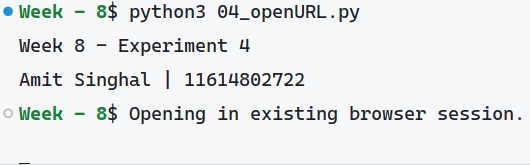 Week - 8$ python3 04_openURL.py
Week 8 - Experiment 4
Amit Singhal | 11614802722
Week - 8$ Opening in existing browser session.